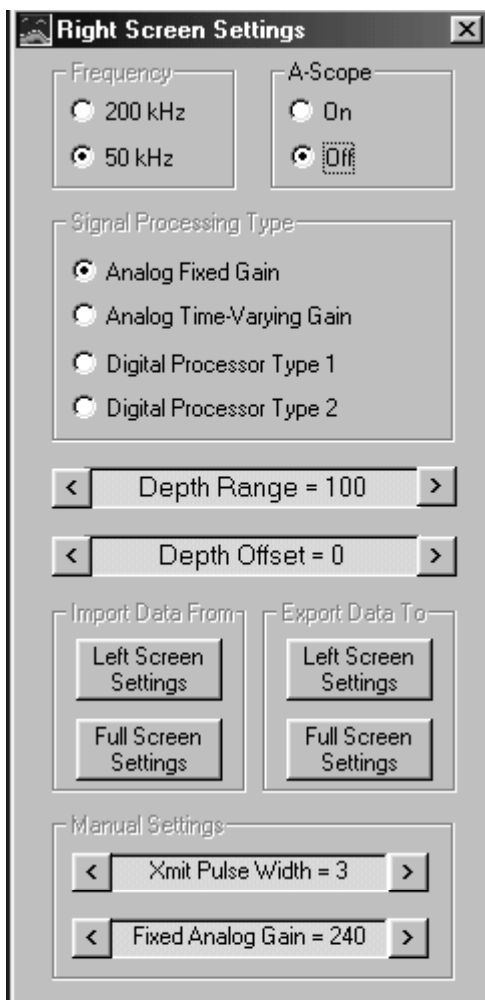 Right Screen Settings
Frequency
200 kHz
50 kHz
A-Scope
On
Off
Signal Processing Type
Analog Fixed Gain
Analog Time-Varying Gain
Digital Processor Type 1
Digital Processor Type 2
< Depth Range = 100 >
< Depth Offset = 0 >
Import Data From
Left Screen
Settings
Full Screen
Settings
Export Data To
Left Screen
Settings
Full Screen
Settings
Manual Settings
< Xmit Pulse Width = 3 >
< Fixed Analog Gain = 240 >